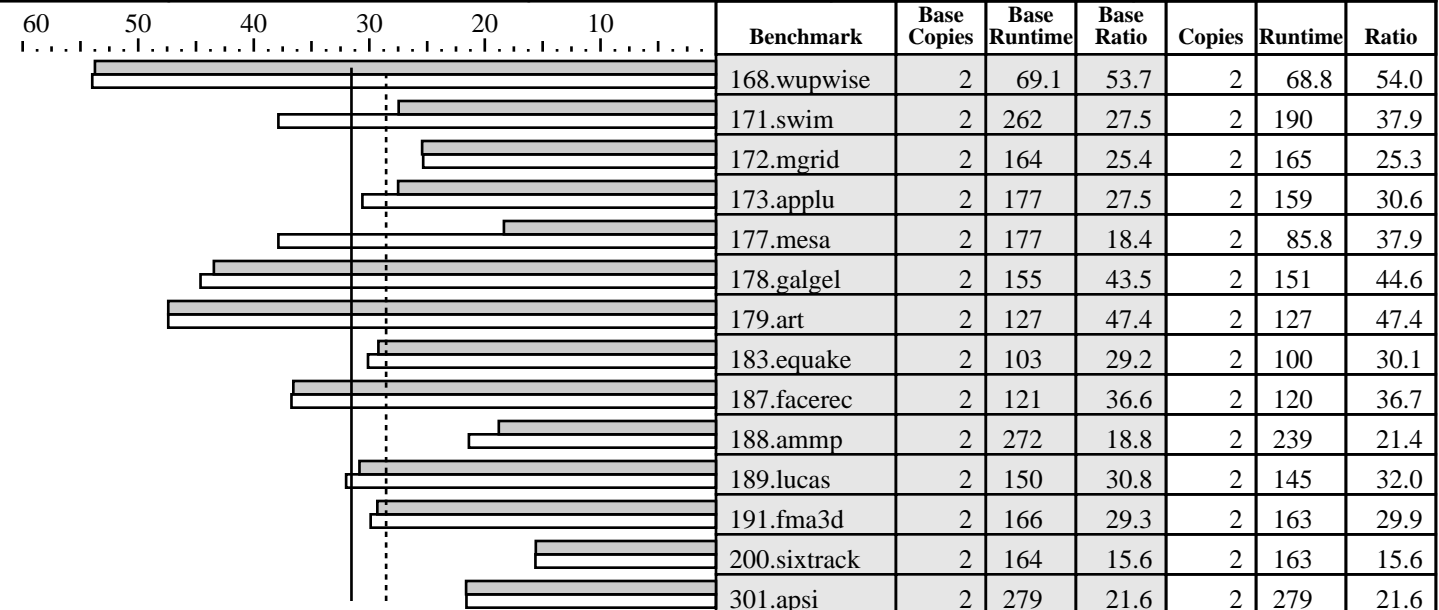 60 50 40 30 20 10
Benchmark Base Copies Base Runtime Base Ratio Copies Runtime Ratio
168.wupwise 2 69.1 53.7 2 68.8 54.0
171.swim 2 262 27.5 2 190 37.9
172.mgrid 2 164 25.4 2 165 25.3
173.applu 2 177 27.5 2 159 30.6
177.mesa 2 177 18.4 2 85.8 37.9
178.galgel 2 155 43.5 2 151 44.6
179.art 2 127 47.4 2 127 47.4
183.equake 2 103 29.2 2 100 30.1
187.facerec 2 121 36.6 2 120 36.7
188.ammp 2 272 18.8 2 239 21.4
189.lucas 2 150 30.8 2 145 32.0
191.fma3d 2 166 29.3 2 163 29.9
200.sixtrack 2 164 15.6 2 163 15.6
301.apsi 2 279 21.6 2 279 21.6